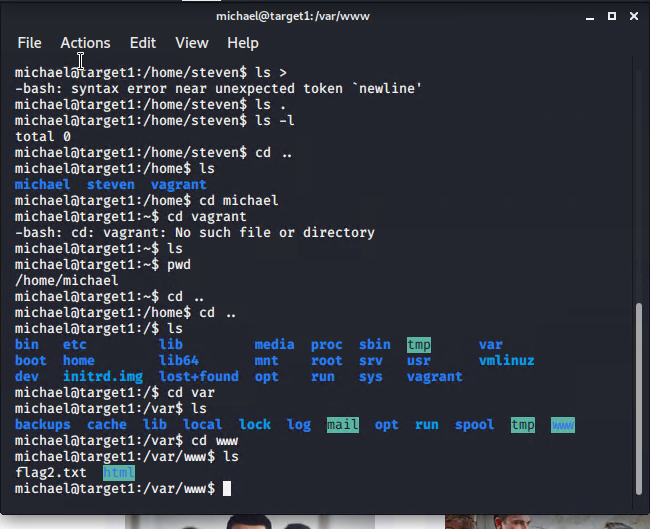 michael@target1:/var/www
File Actions Edit View Help
michael@target1:/home/steven$ ls >
-bash: syntax error near unexpected token `newline'
michael@target1:/home/steven$ ls .
michael@target1:/home/steven$ ls -l
total 0
michael@target1:/home/steven$ cd ..
michael@target1:/home$ ls
michael steven vagrant
michael@target1:/home$ cd michael
michael@target1:~$ cd vagrant
-bash: cd: vagrant: No such file or directory
michael@target1:~$ ls
michael@target1:~$ pwd
/home/michael
michael@target1:~$ cd ..
michael@target1:/home$ cd ..
michael@target1:/$ ls
bin etc lib media proc sbin tmp var
boot home lib64 mnt root srv usr vmlinuz
dev initrd.img lost+found opt run sys vagrant
michael@target1:/$ cd var
michael@target1:/var$ ls
backups cache lib local lock log mail opt run spool tmp www
michael@target1:/var$ cd www
michael@target1:/var/www$ ls
flag2.txt html
michael@target1:/var/www$